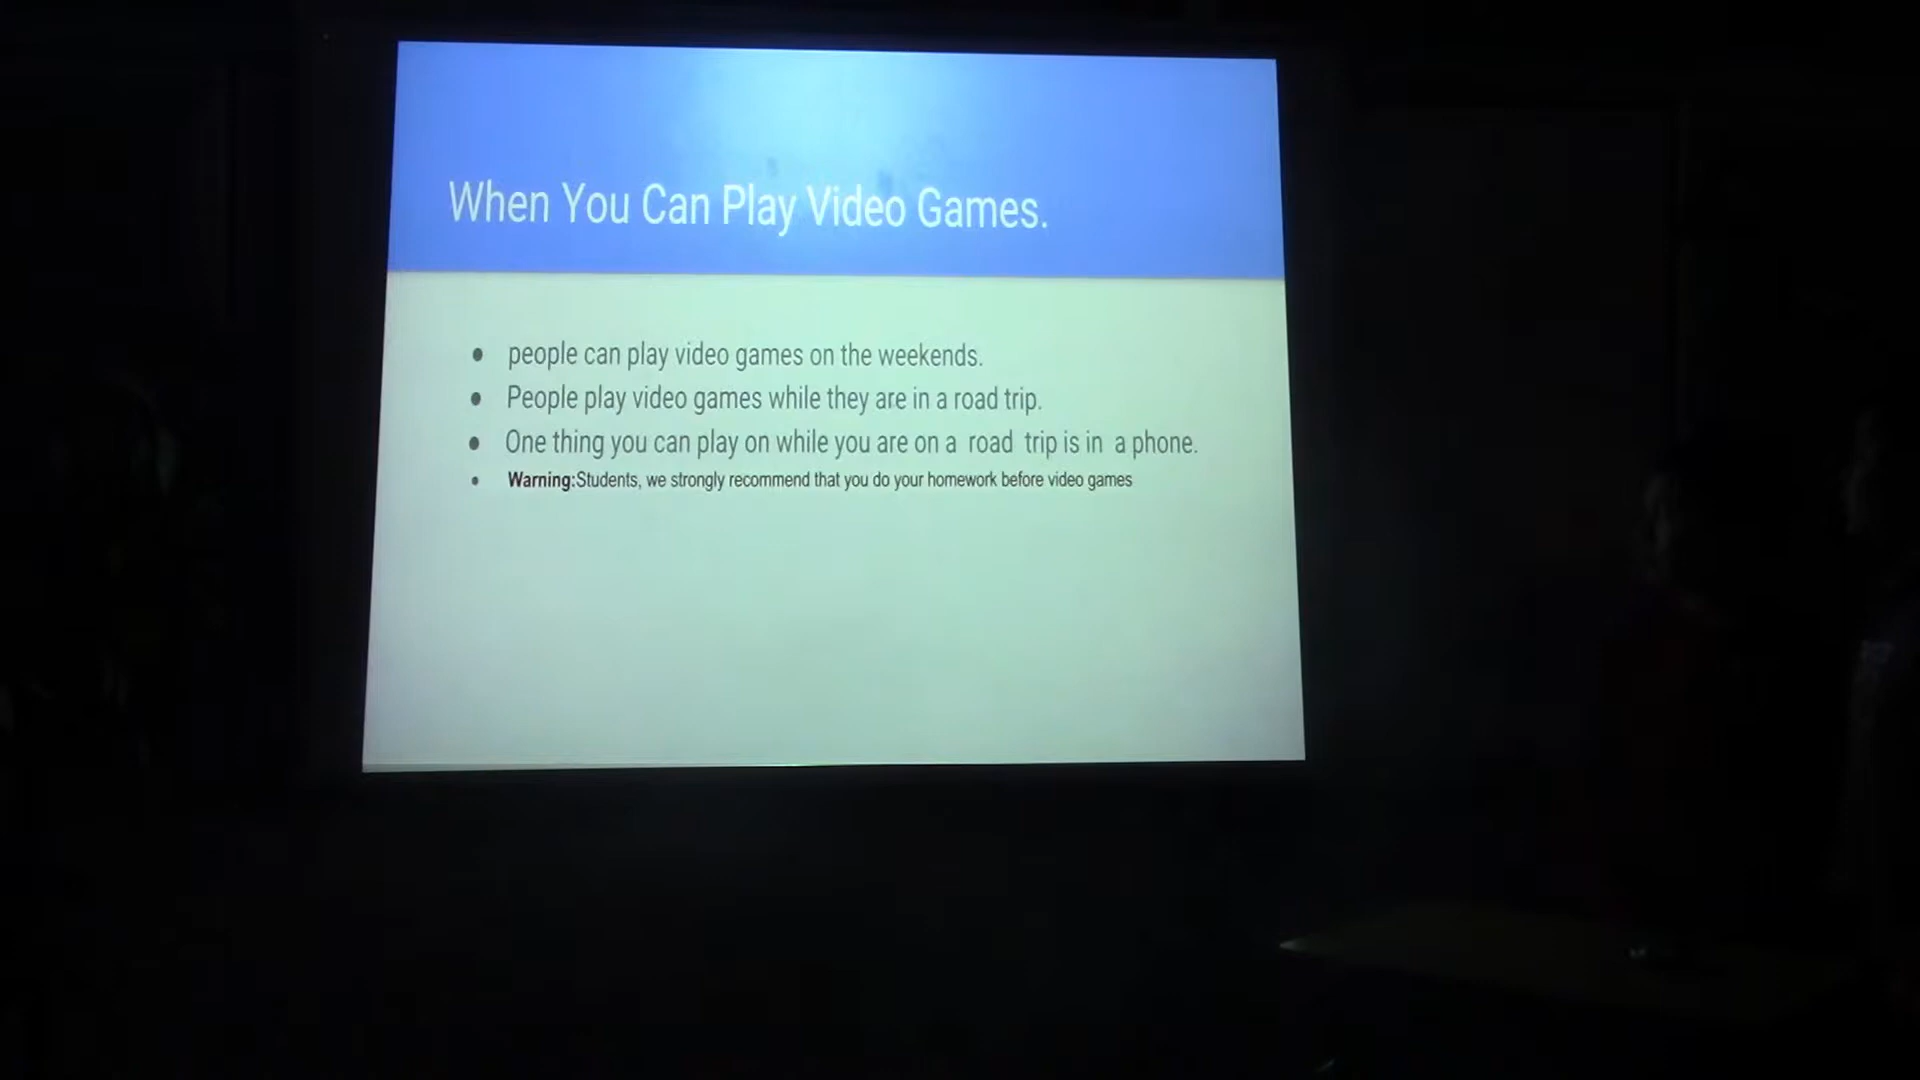 When You Can Play Video Games.
people can play video games on the weekends.
People play video games while they are in a road trip.
One thing you can play on while you are on a road trip is in a phone.
Warning:Students, we strongly recommend that you do your homework before video games